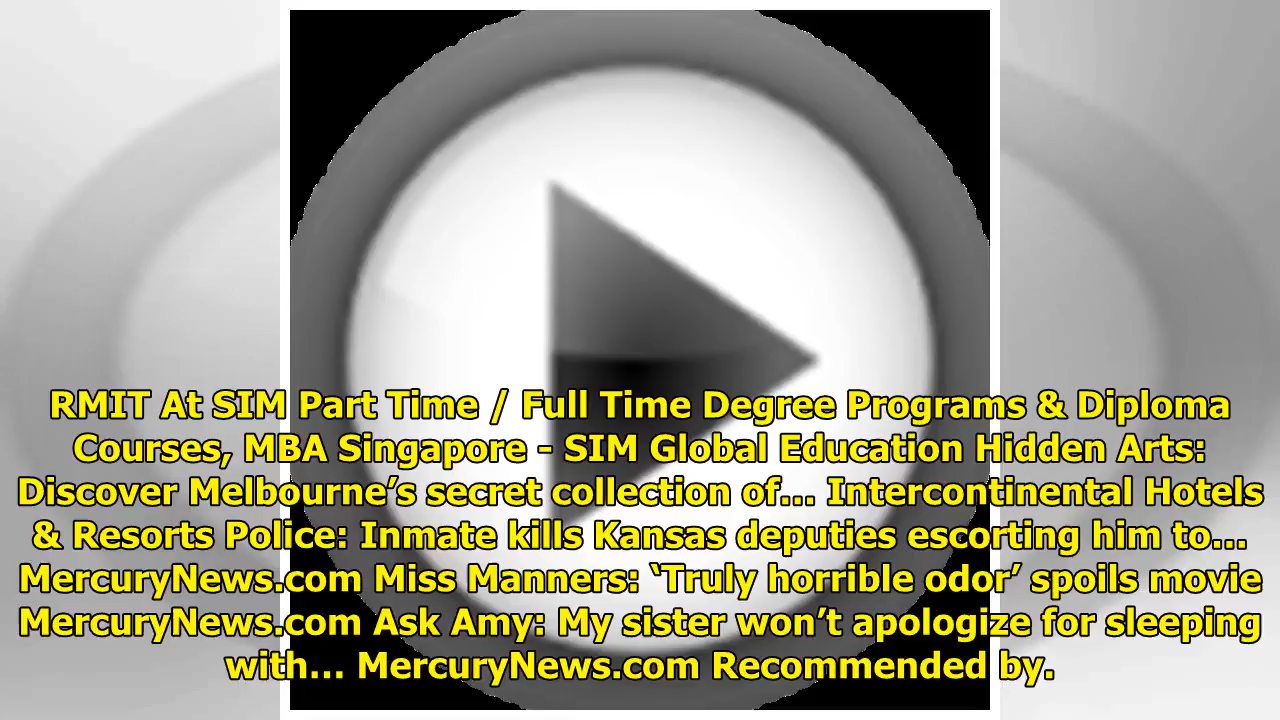 RMIT At SIM Part Time / Full Time Degree Programs & Diploma
Courses, MBA Singapore - SIM Global Education Hidden Arts:
Discover Melbourne’s secret collection of... Intercontinental Hotels
& Resorts Police: Inmate kills Kansas deputies escorting him to...
MercuryNews.com Miss Manners: ‘Truly horrible odor’ spoils movie
MercuryNews.com Ask Amy: My sister won’t apologize for sleeping
with... MercuryNews.com Recommended by.